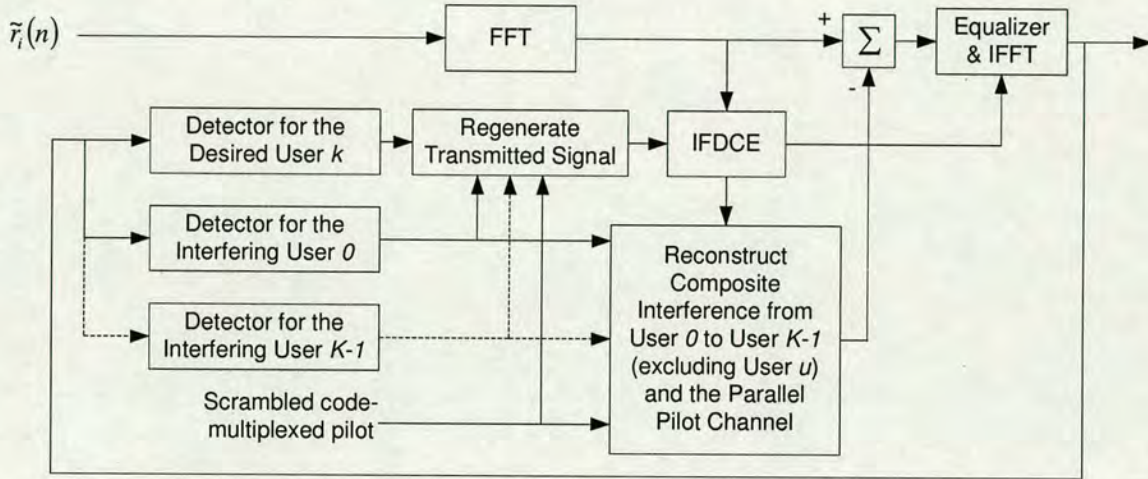 r̃ᵢ(n)
FFT
+
Σ
-
Equalizer
& IFFT
Detector for the
Desired User k
Regenerate
Transmitted Signal
IFDCE
Detector for the
Interfering User 0
Detector for the
Interfering User K-1
Scrambled code-
multiplexed pilot
Reconstruct
Composite
Interference from
User 0 to User K-1
(excluding User u)
and the Parallel
Pilot Channel